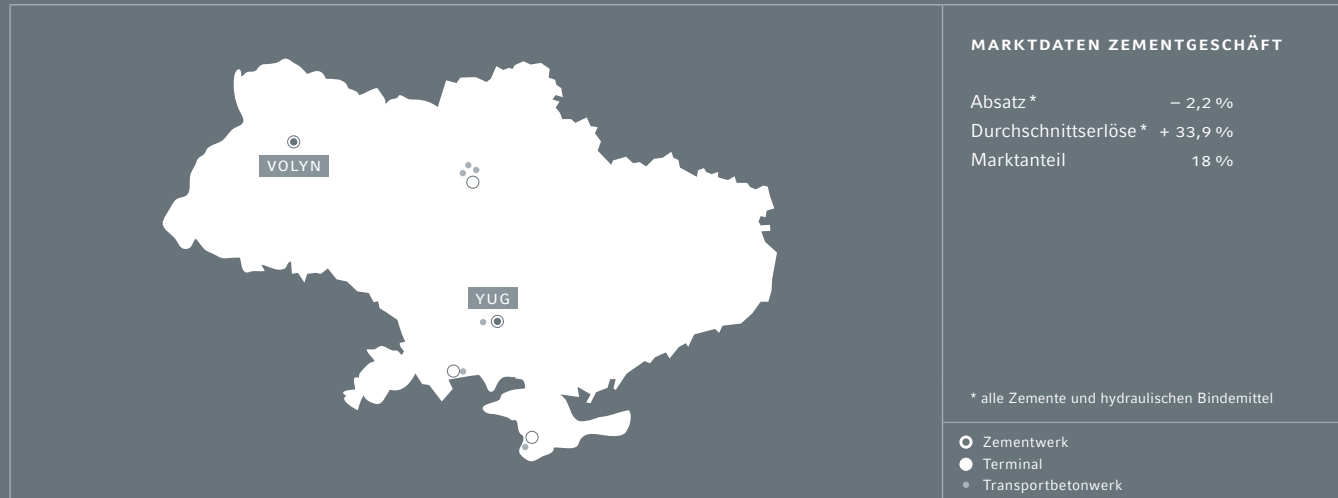 VOLYN
YUG
MARKTDATEN ZEMENTGESCHÄFT
Absatz * – 2,2 %
Durchschnittserlöse * + 33,9 %
Marktanteil 18 %
* alle Zemente und hydraulischen Bindemittel
Zementwerk
Terminal
Transportbetonwerk